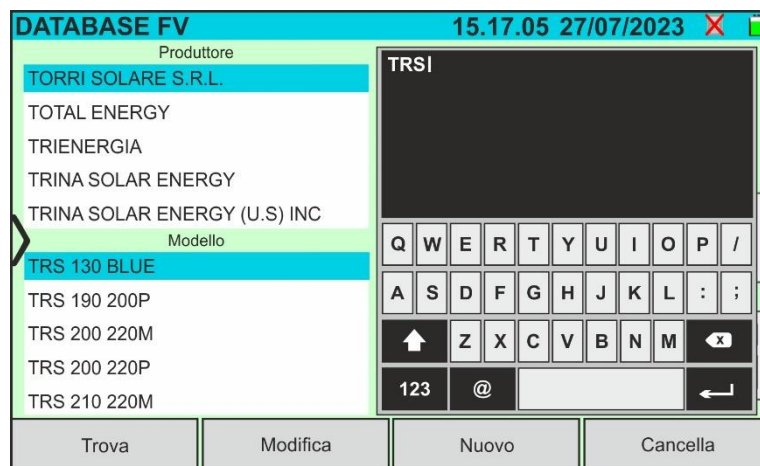 DATABASE FV 15.17.05 27/07/2023
Produttore
TORRI SOLARE S.R.L.
TOTAL ENERGY
TRIENERGIA
TRINA SOLAR ENERGY
TRINA SOLAR ENERGY (U.S) INC
Modello
TRS 130 BLUE
TRS 190 200P
TRS 200 220M
TRS 200 220P
TRS 210 220M
TRS
Q W E R T Y U I O P /
A S D F G H J K L : ;
Z X C V B N M X
123 @
Trova Modifica Nuovo Cancella